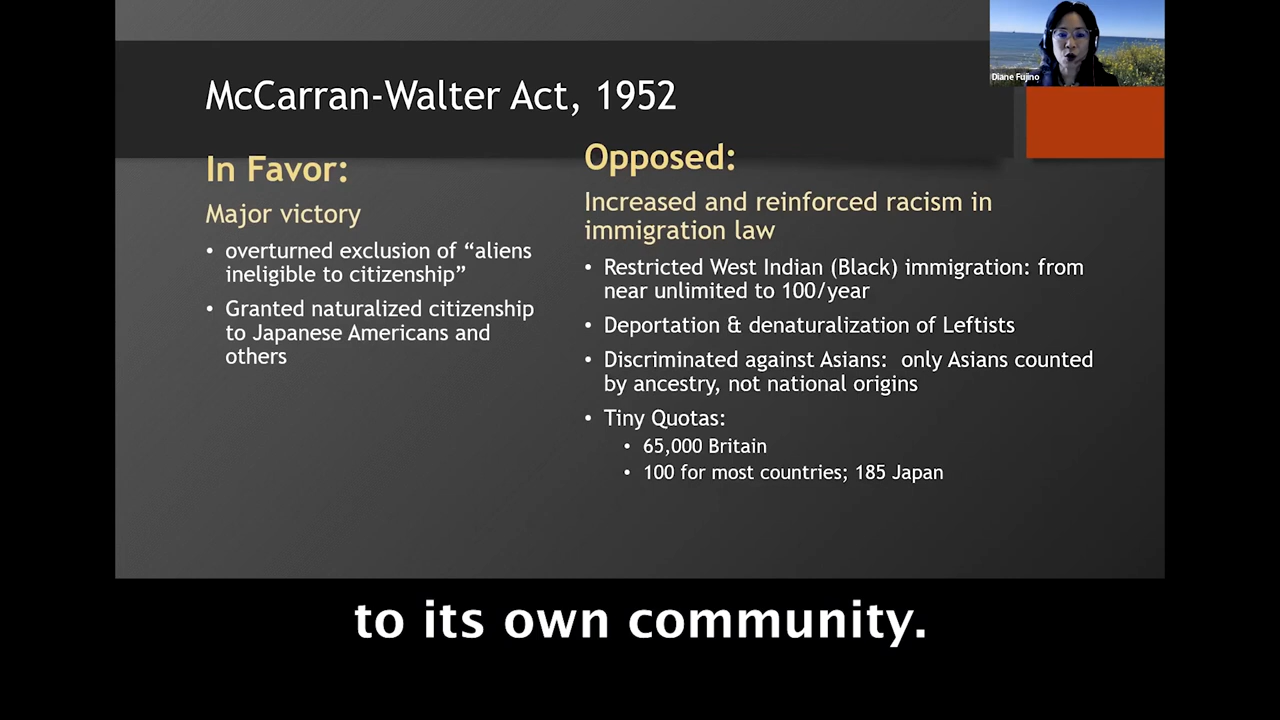 McCarran-Walter Act, 1952
Diane Fujino
In Favor:
Major victory
• overturned exclusion of “aliens
ineligible to citizenship”
• Granted naturalized citizenship
to Japanese Americans and
others
Opposed:
Increased and reinforced racism in
immigration law
• Restricted West Indian (Black) immigration: from
near unlimited to 100/year
• Deportation & denaturalization of Leftists
• Discriminated against Asians: only Asians counted
by ancestry, not national origins
• Tiny Quotas:
• 65,000 Britain
• 100 for most countries; 185 Japan
to its own community.